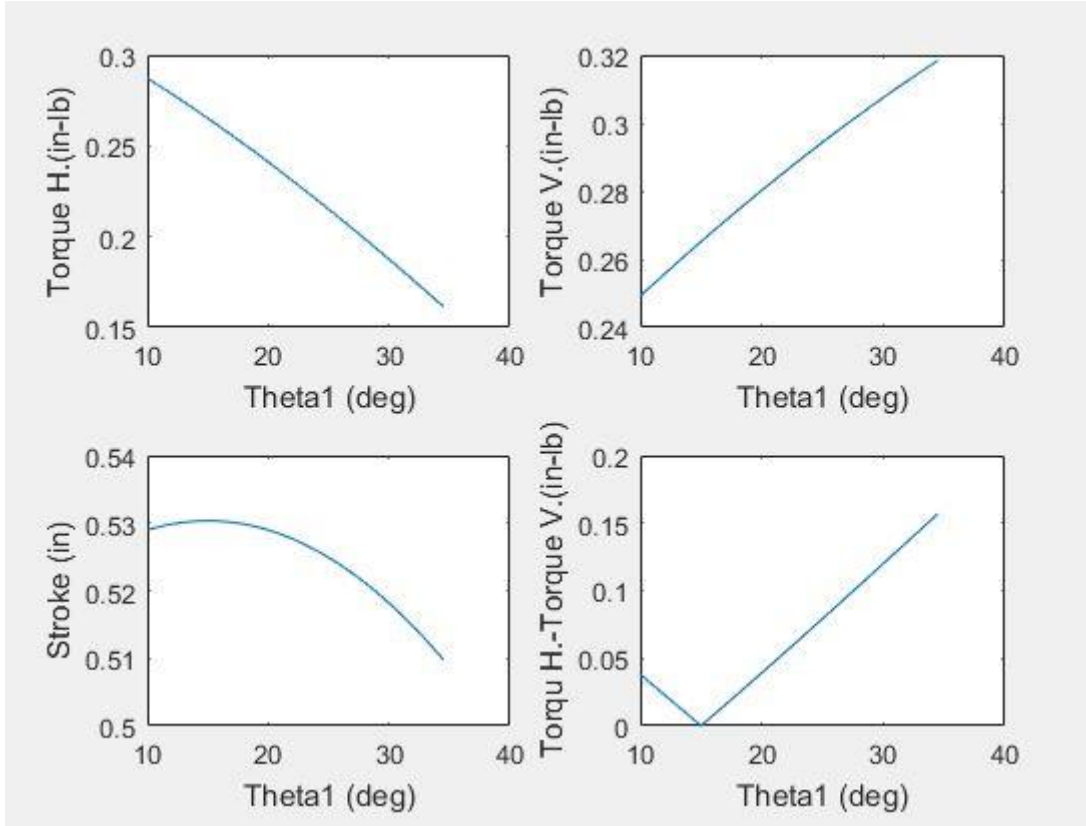 0.3
0.25
0.2
0.15
10 20 30 40
Torque H.(in-lb)
Theta1 (deg)
0.32
0.3
0.28
0.26
0.24
10 20 30 40
Torque V.(in-lb)
Theta1 (deg)
0.54
0.53
0.52
0.51
0.5
10 20 30 40
Stroke (in)
Theta1 (deg)
0.2
0.15
0.1
0.05
0
10 20 30 40
Torqu H.-Torque V.(in-lb)
Theta1 (deg)